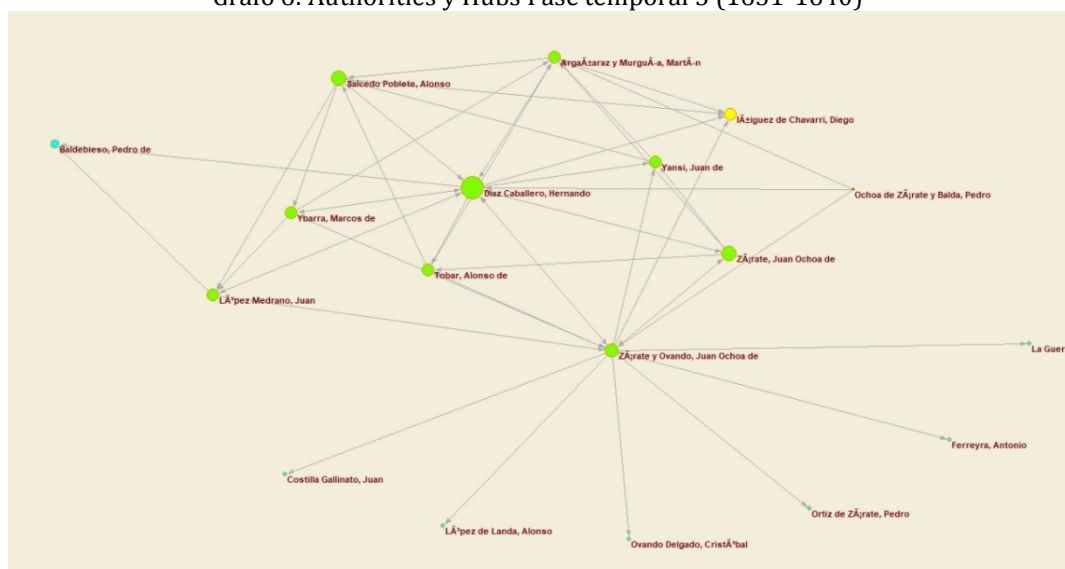 Grafo 6. Authorities y Hubs Fase temporal 3 (1631-1640)
ArgaÃ±araz y MurguÃ-a, MartÃ-n
Salcedo Poblete, Alonso
IÃ±iguez de Chavarri, Diego
Baldebieso, Pedro de
Yansi, Juan de
Diaz Caballero, Hernando
Ochoa de ZÃ¡rate y Balda, Pedro
Ybarra, Marcos de
ZÃ¡rate, Juan Ochoa de
Tobar, Alonso de
LÃ³pez Medrano, Juan
ZÃ¡rate y Ovando, Juan Ochoa de
La Guer
Ferreyra, Antonio
Costilla Gallinato, Juan
Ortiz de ZÃ¡rate, Pedro
LÃ³pez de Landa, Alonso
Ovando Delgado, CristÃ³bal